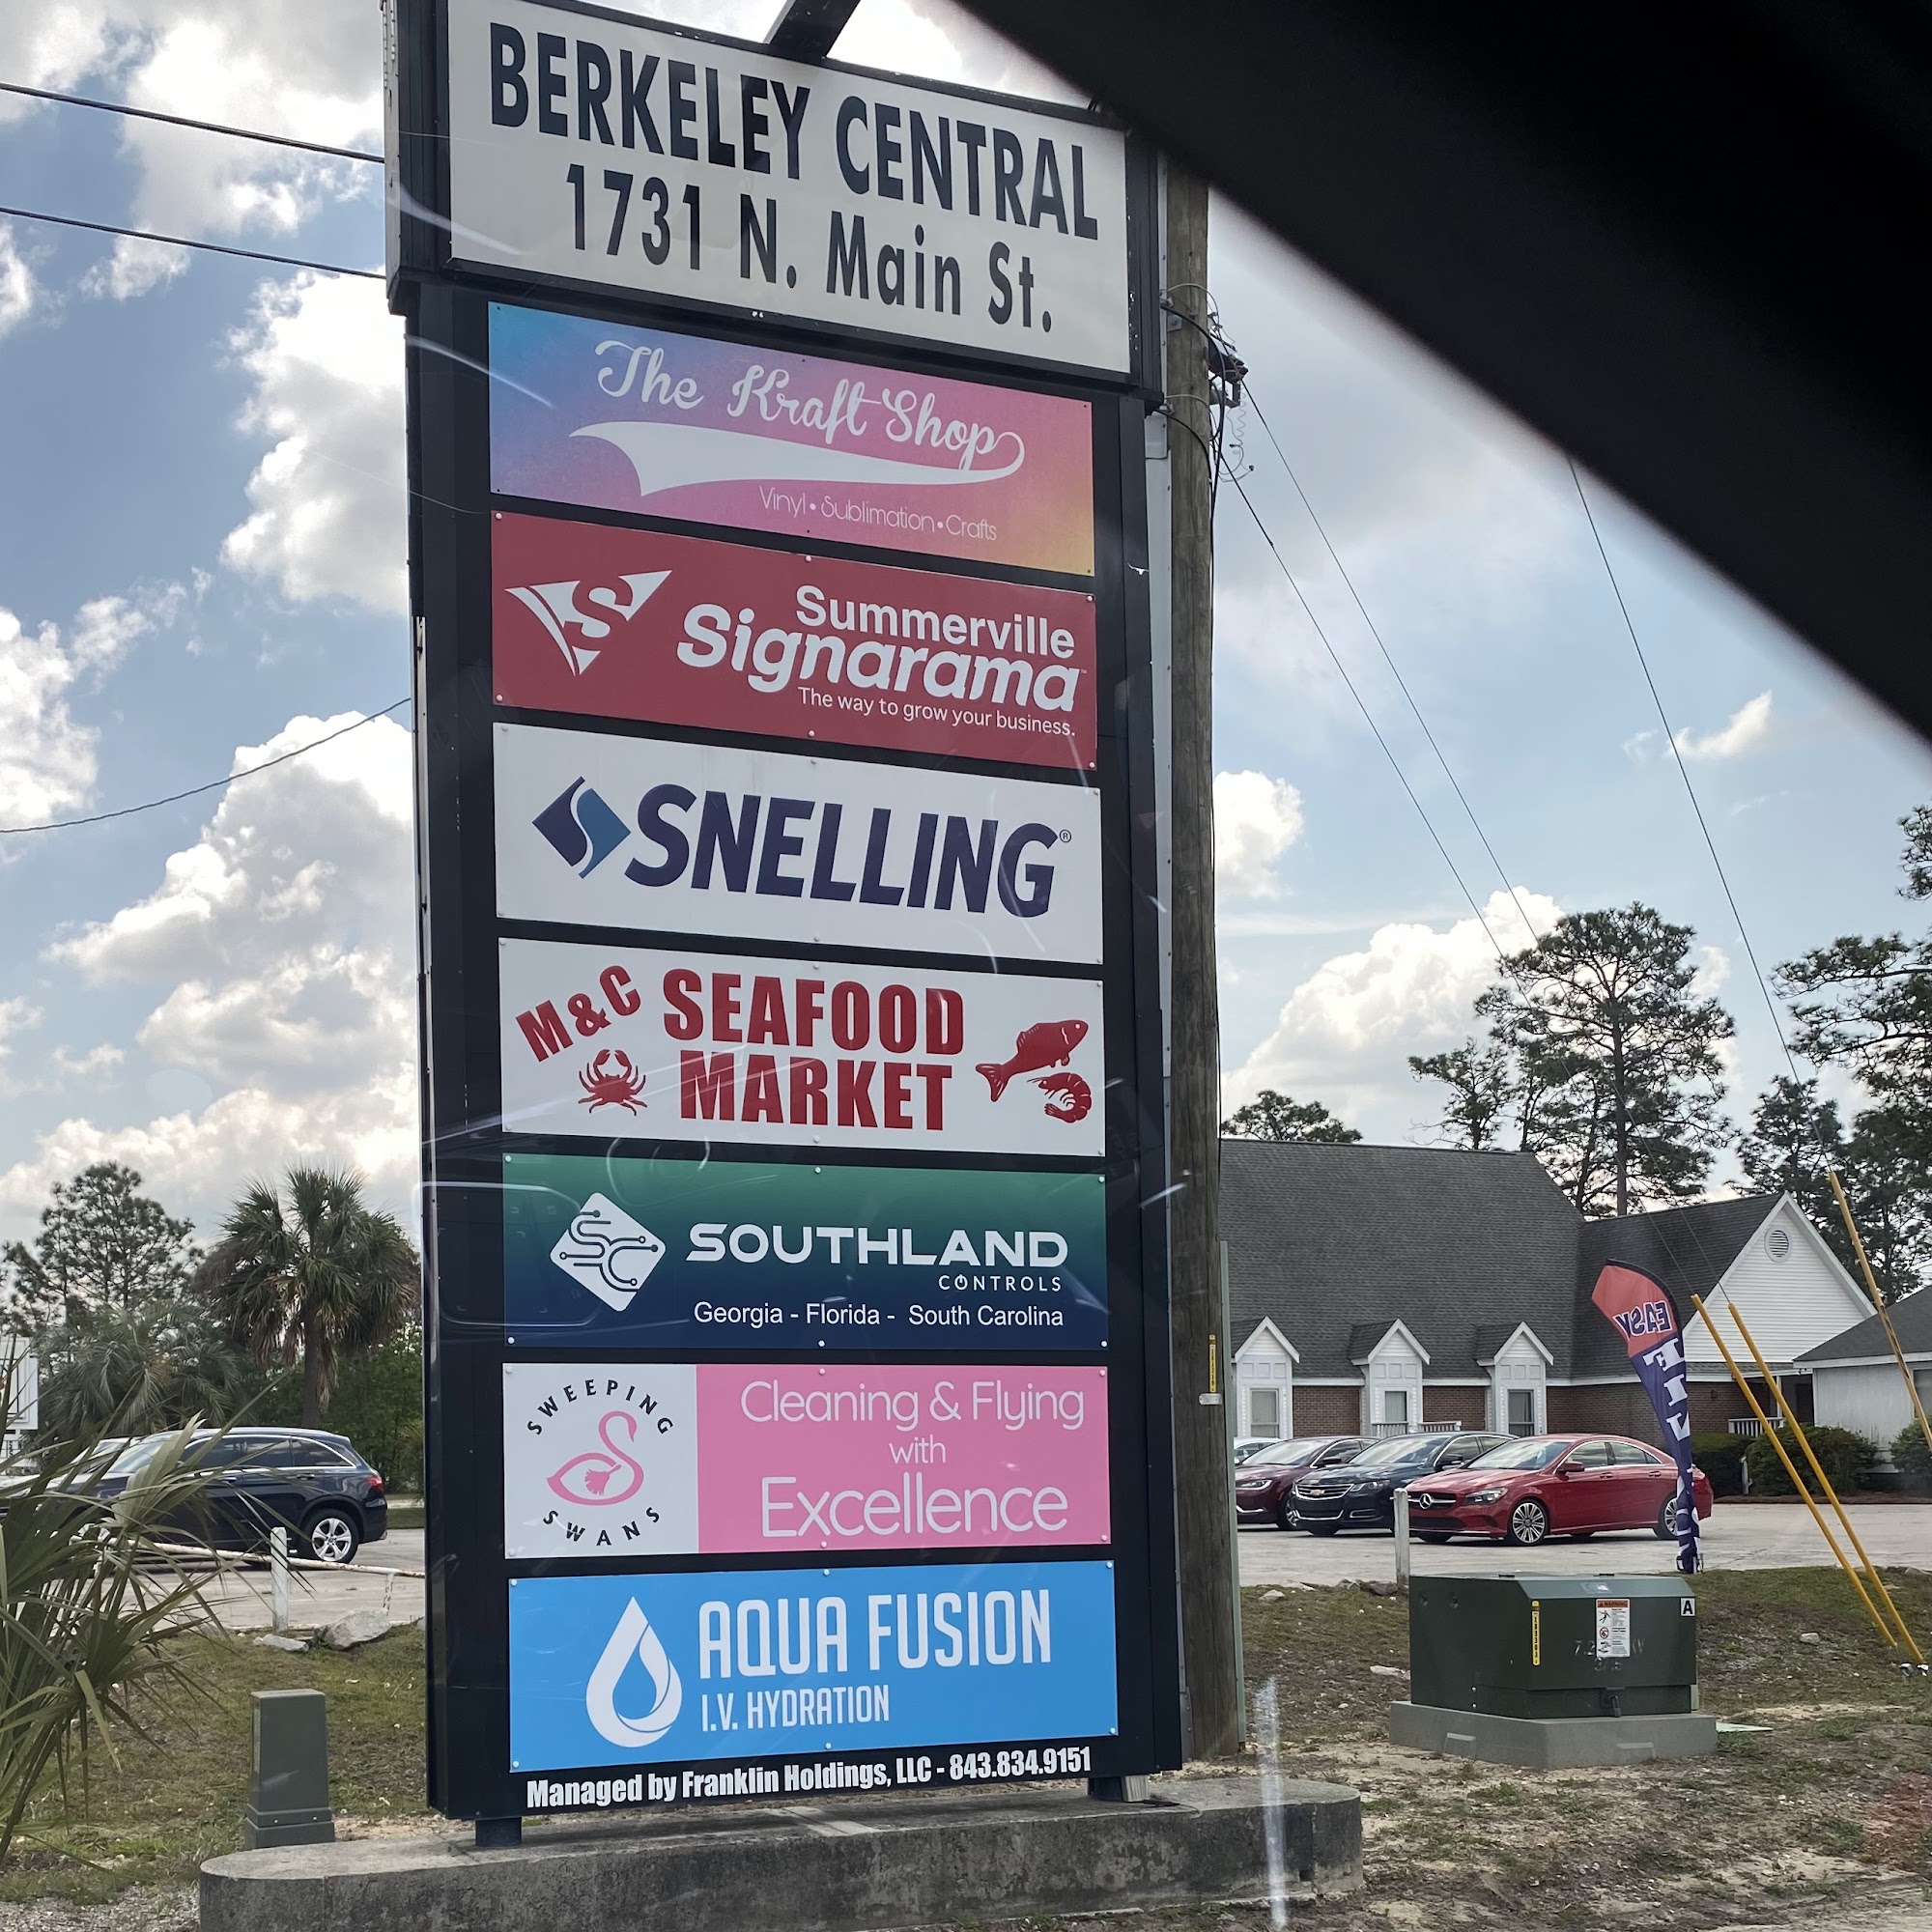 BERKELEY CENTRAL
1731 N. Main St.
The Kraft Shop
Vinyl • Sublimation • Crafts
S
Summerville
Signarama
The way to grow your business.
SNELLING®
M&C SEAFOOD
MARKET
SC
SOUTHLAND
CONTROLS
Georgia - Florida - South Carolina
SWEEPING
SWANS
Cleaning & Flying
with
Excellence
AQUA FUSION
I.V. HYDRATION
Managed by Franklin Holdings, LLC - 843.834.9151
EASY
A